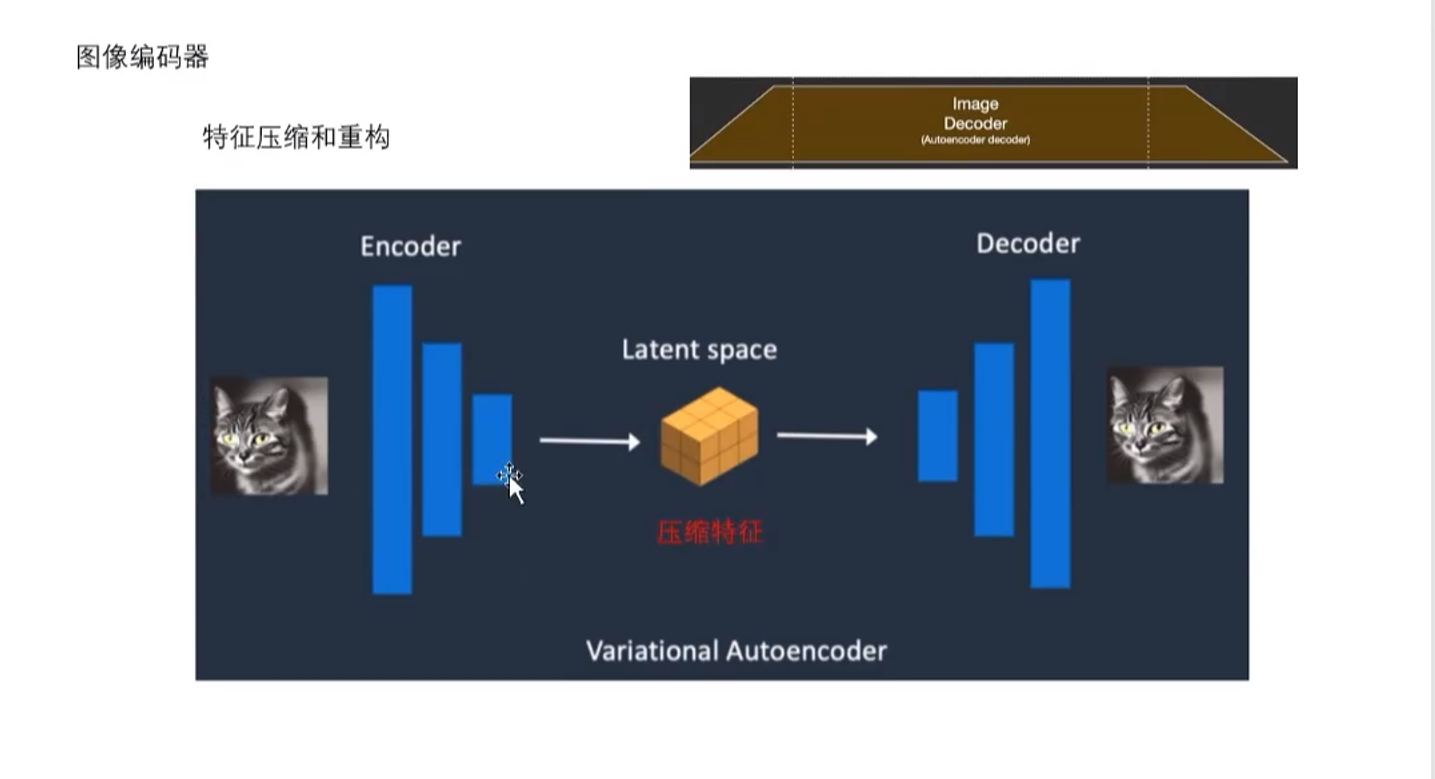 图像编码器
特征压缩和重构
Image
Decoder
(Autoencoder decoder)
Encoder
Decoder
Latent space
压缩特征
Variational Autoencoder